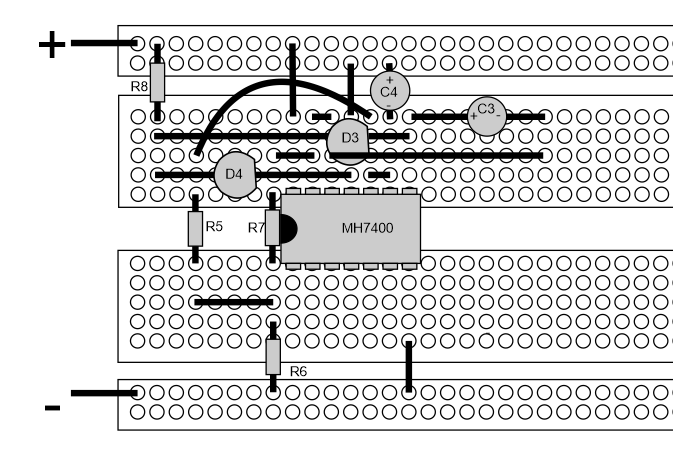 +
R8
+
C4
-
+ C3 -
D3
D4
R5
R7
MH7400
R6
-